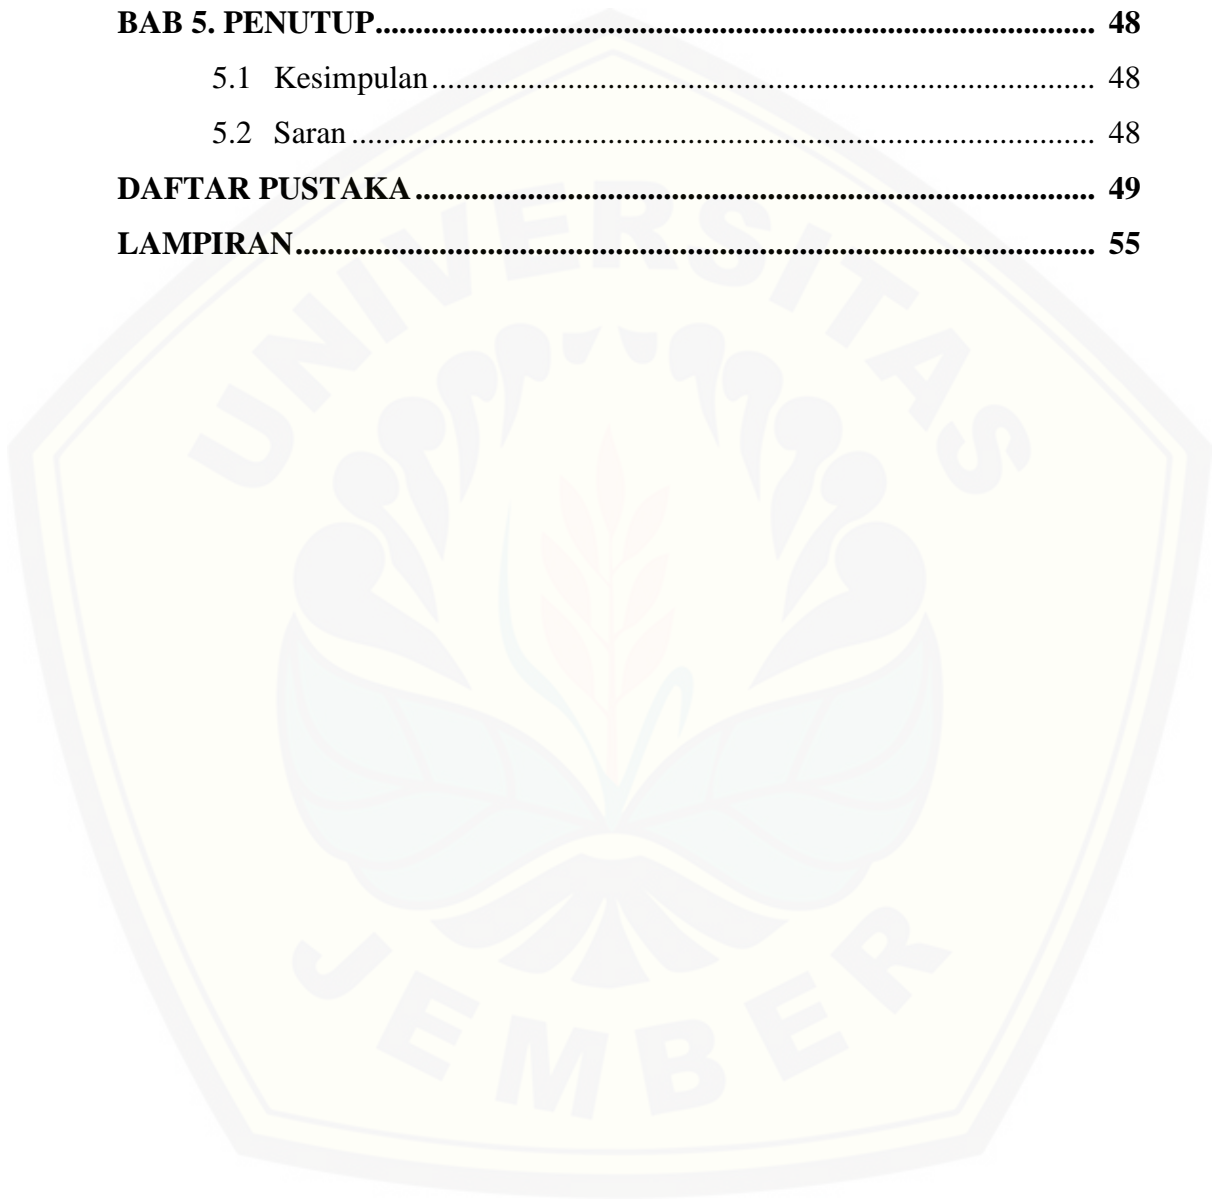 BAB 5. PENUTUP........................................................................................ 48
5.1 Kesimpulan................................................................................. 48
5.2 Saran........................................................................................... 48
DAFTAR PUSTAKA................................................................................... 49
LAMPIRAN.................................................................................................. 55
UNIVERSITAS
JEMBER